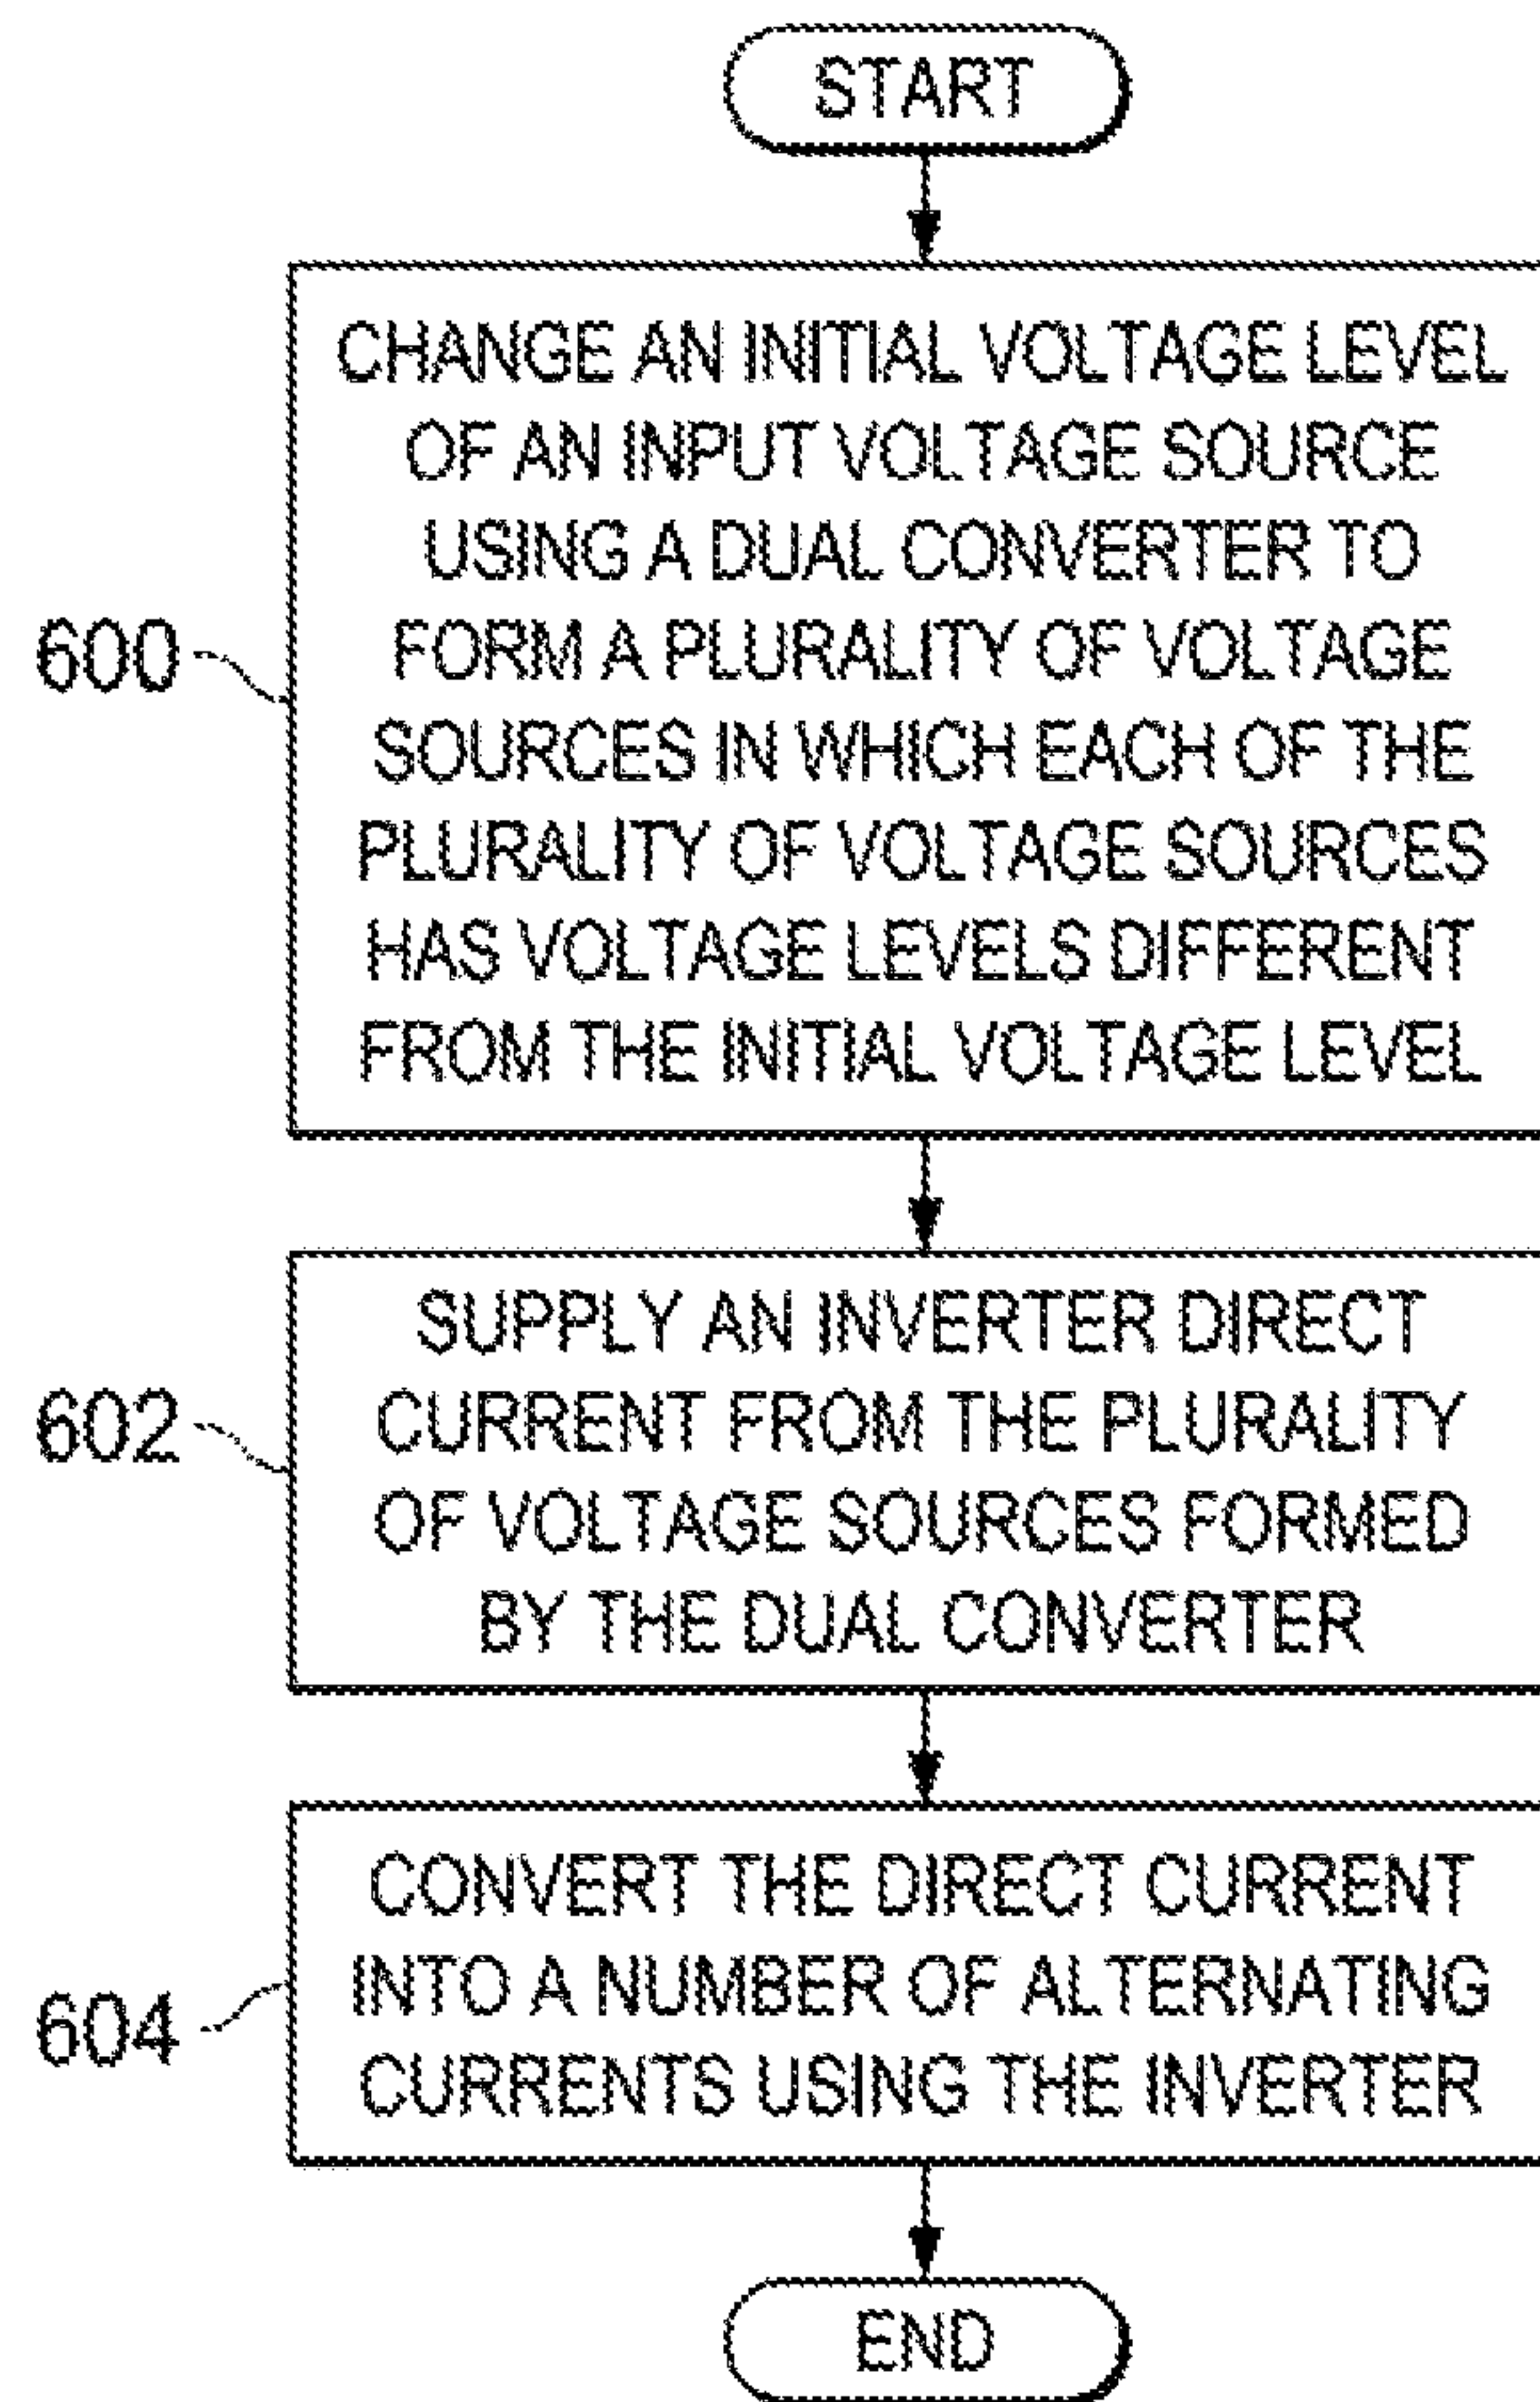 START
CHANGE AN INITIAL VOLTAGE LEVEL
OF AN INPUT VOLTAGE SOURCE
USING A DUAL CONVERTER TO
FORM A PLURALITY OF VOLTAGE
SOURCES IN WHICH EACH OF THE
PLURALITY OF VOLTAGE SOURCES
HAS VOLTAGE LEVELS DIFFERENT
FROM THE INITIAL VOLTAGE LEVEL
600
SUPPLY AN INVERTER DIRECT
CURRENT FROM THE PLURALITY
OF VOLTAGE SOURCES FORMED
BY THE DUAL CONVERTER
602
CONVERT THE DIRECT CURRENT
INTO A NUMBER OF ALTERNATING
CURRENTS USING THE INVERTER
604
END